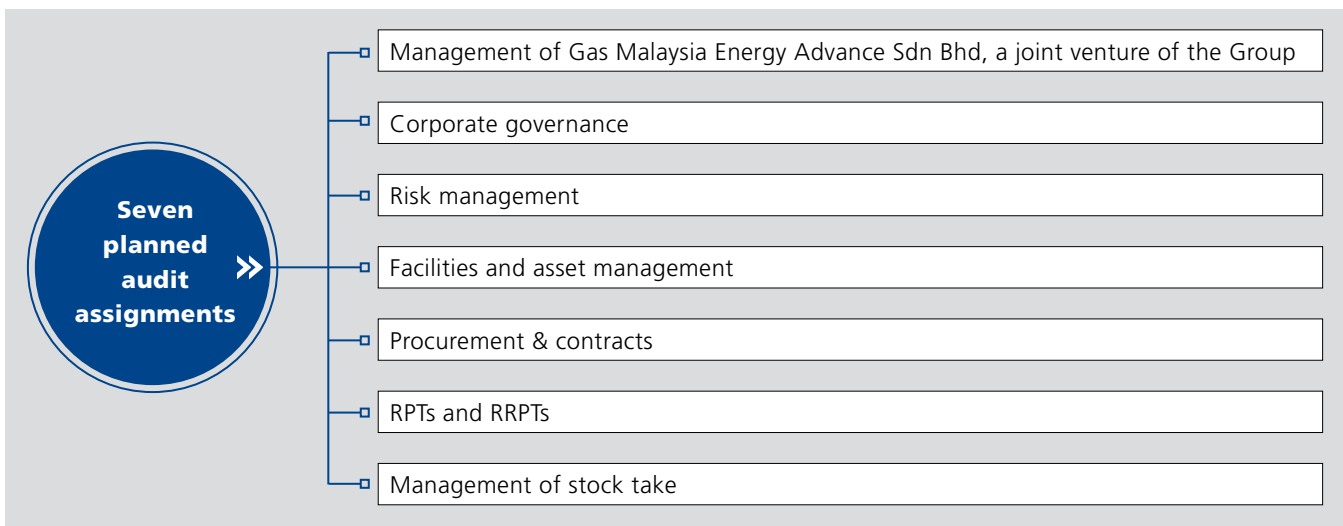 Seven
planned
audit
assignments
Management of Gas Malaysia Energy Advance Sdn Bhd, a joint venture of the Group
Corporate governance
Risk management
Facilities and asset management
Procurement & contracts
RPTs and RRPTs
Management of stock take